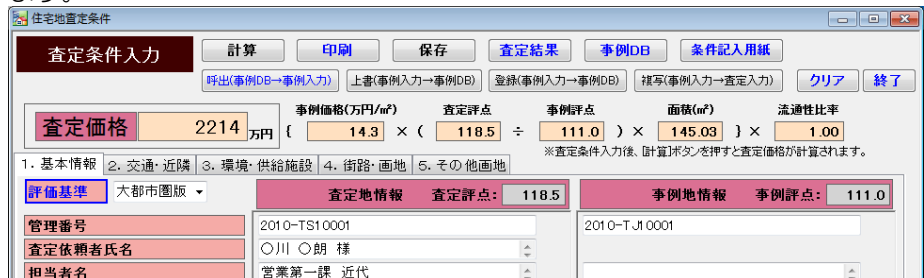 ます。
住宅地査定条件
査定条件入力 計算 印刷 保存 査定結果 事例DB 条件記入用紙
呼出(事例DB→事例入力) 上書(事例入力→事例DB) 登録(事例入力→事例DB) 複写(事例入力→査定入力) クリア 終了
事例価格(万円/㎡) 査定評点 事例評点 面積(㎡) 流通性比率
査定価格 2214 万円 { 14.3 × ( 118.5 ÷ 111.0 ) × 145.03 } × 1.00
※査定条件入力後、[計算]ボタンを押すと査定価格が計算されます。
1. 基本情報 2. 交通・近隣 3. 環境・供給施設 4. 街路・画地 5. その他画地
評価基準 大都市圏版 査定地情報 査定評点: 118.5 事例地情報 事例評点: 111.0
管理番号 2010-TS10001 2010-TJ10001
査定依頼者氏名 〇川 〇朗 様
担当者名 営業第一課 近代